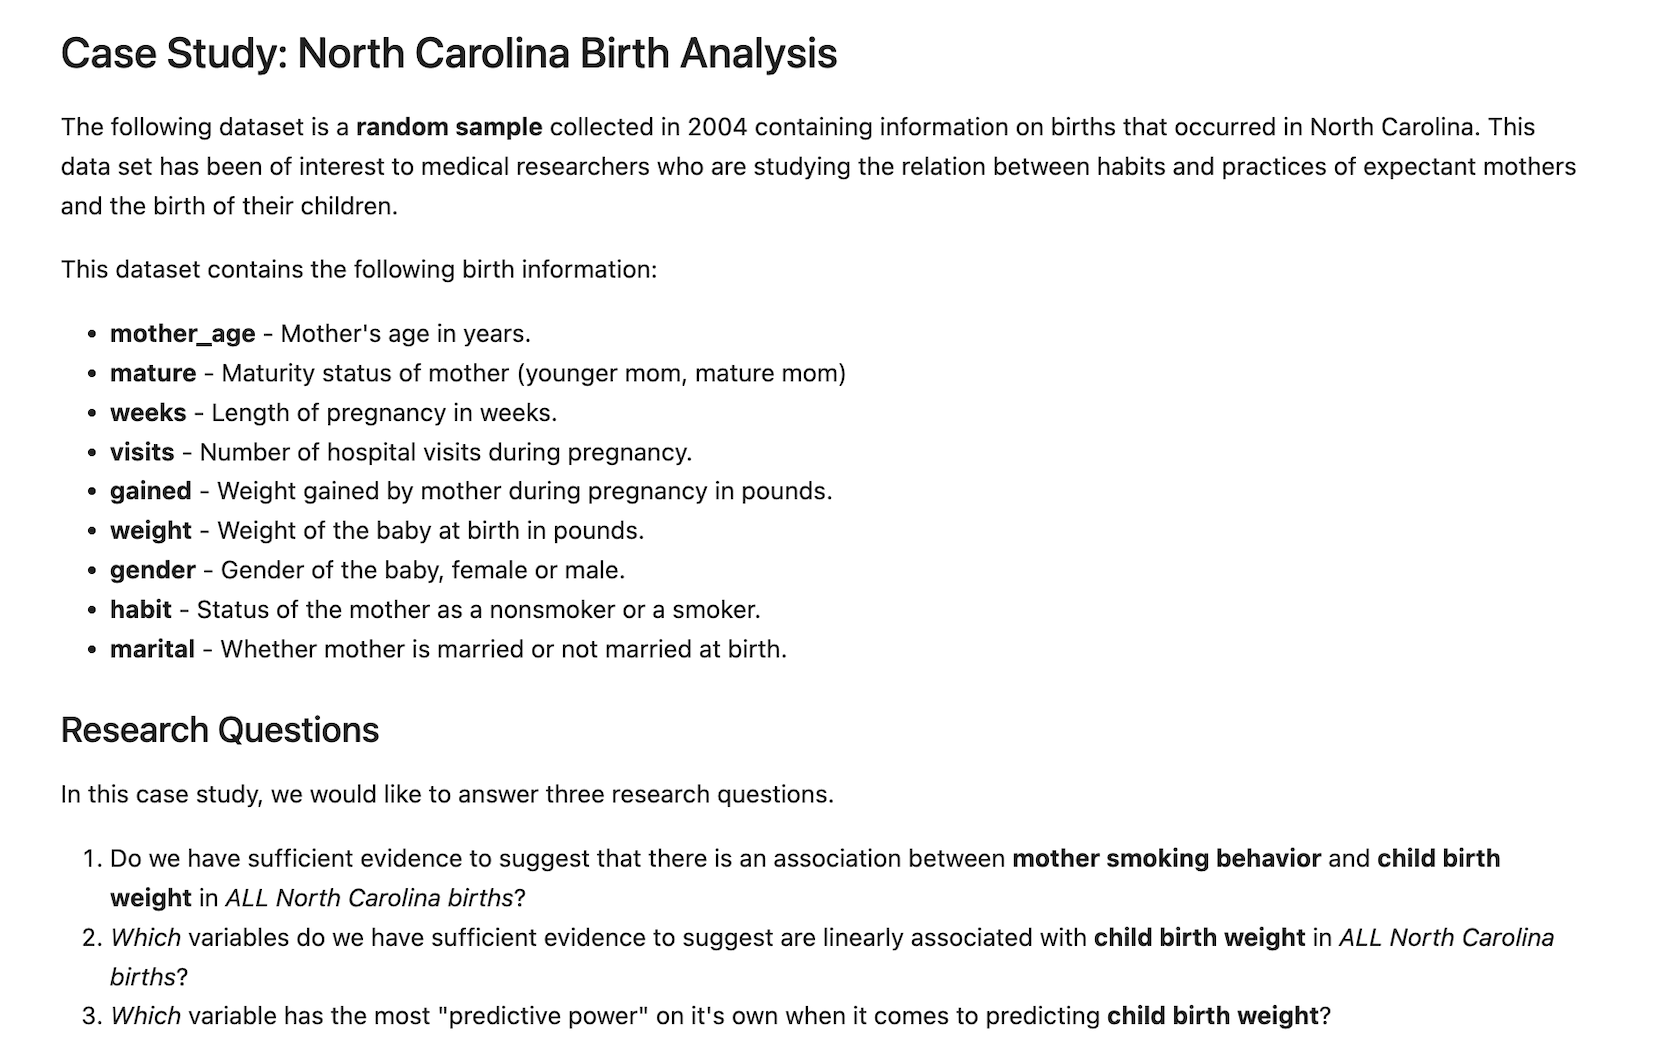 Case Study: North Carolina Birth Analysis
The following dataset is a random sample collected in 2004 containing information on births that occurred in North Carolina. This
data set has been of interest to medical researchers who are studying the relation between habits and practices of expectant mothers
and the birth of their children.
This dataset contains the following birth information:
• mother_age - Mother's age in years.
• mature - Maturity status of mother (younger mom, mature mom)
• weeks - Length of pregnancy in weeks.
• visits - Number of hospital visits during pregnancy.
• gained - Weight gained by mother during pregnancy in pounds.
• weight - Weight of the baby at birth in pounds.
• gender - Gender of the baby, female or male.
• habit - Status of the mother as a nonsmoker or a smoker.
• marital - Whether mother is married or not married at birth.
Research Questions
In this case study, we would like to answer three research questions.
1. Do we have sufficient evidence to suggest that there is an association between mother smoking behavior and child birth
weight in ALL North Carolina births?
2. Which variables do we have sufficient evidence to suggest are linearly associated with child birth weight in ALL North Carolina
births?
3. Which variable has the most "predictive power" on it's own when it comes to predicting child birth weight?